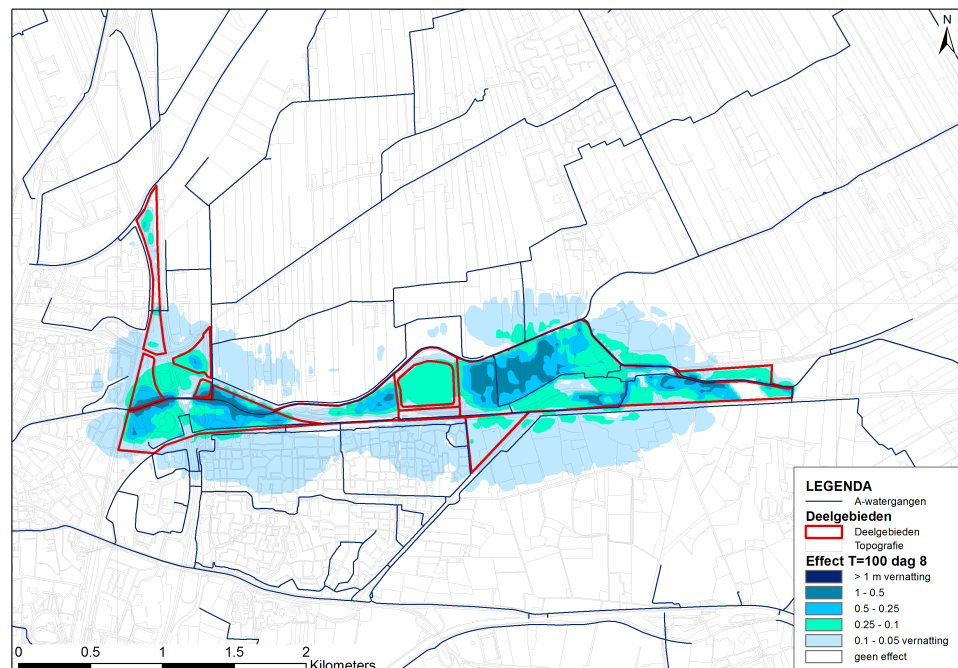 N
LEGENDA
A-watergangen
Deelgebieden
Deelgebieden
Topografie
Effect T=100 dag 8
> 1 m vernatting
1 - 0.5
0.5 - 0.25
0.25 - 0.1
0.1 - 0.05 vernatting
geen effect
0 0.5 1 1.5 2
Kilometers